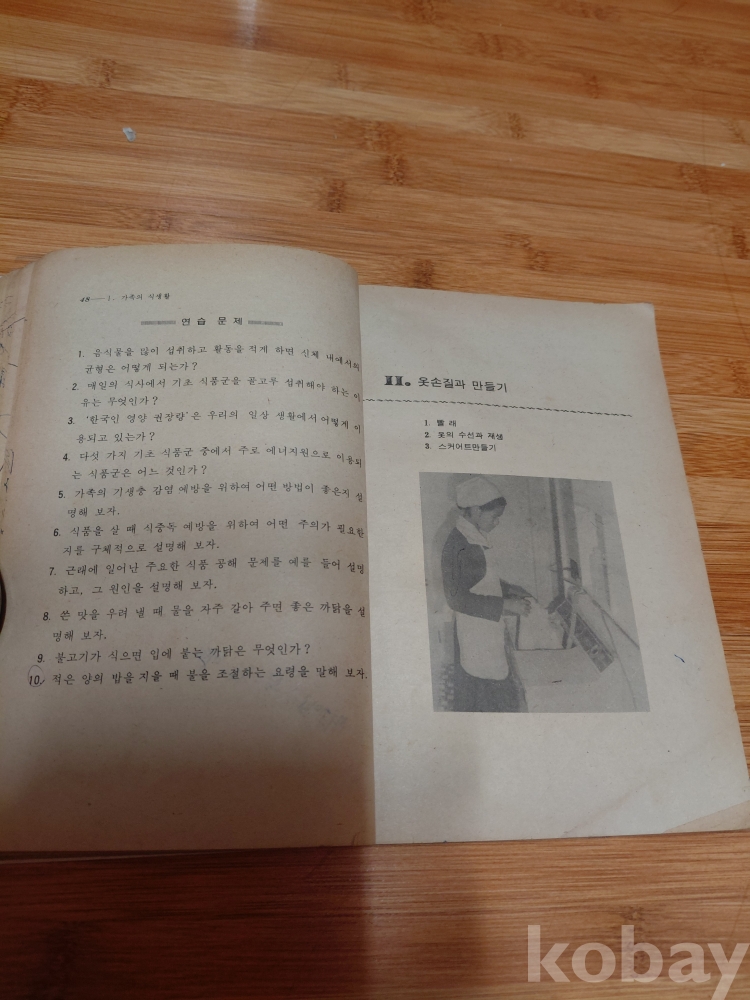 48——I. 가족의 식생활
연 습 문 제
1. 음식물을 많이 섭취하고 활동을 적게 하면 신체 내에서의
균형은 어떻게 되는가?
2. 매일의 식사에서 기초 식품군을 골고루 섭취해야 하는 이
유는 무엇인가?
3. ‘한국인 영양 권장량’은 우리의 일상 생활에서 어떻게 이
용되고 있는가?
4. 다섯 가지 기초 식품군 중에서 주로 에너지원으로 이용되
는 식품군은 어느 것인가?
5. 가족의 기생충 감염 예방을 위하여 어떤 방법이 좋은지 설
명해 보자.
6. 식품을 살 때 식중독 예방을 위하여 어떤 주의가 필요한
지를 구체적으로 설명해 보자.
7. 근래에 일어난 주요한 식품 공해 문제를 예를 들어 설명
하고, 그 원인을 설명해 보자.
8. 쓴 맛을 우려 낼 때 물을 자주 갈아 주면 좋은 까닭을 설
명해 보자.
9. 불고기가 식으면 입에 붙는 까닭은 무엇인가?
10. 적은 양의 밥을 지을 때 불을 조절하는 요령을 말해 보자.
II. 옷손질과 만들기
1. 빨 래
2. 옷의 수선과 재생
3. 스커어트만들기
kobay